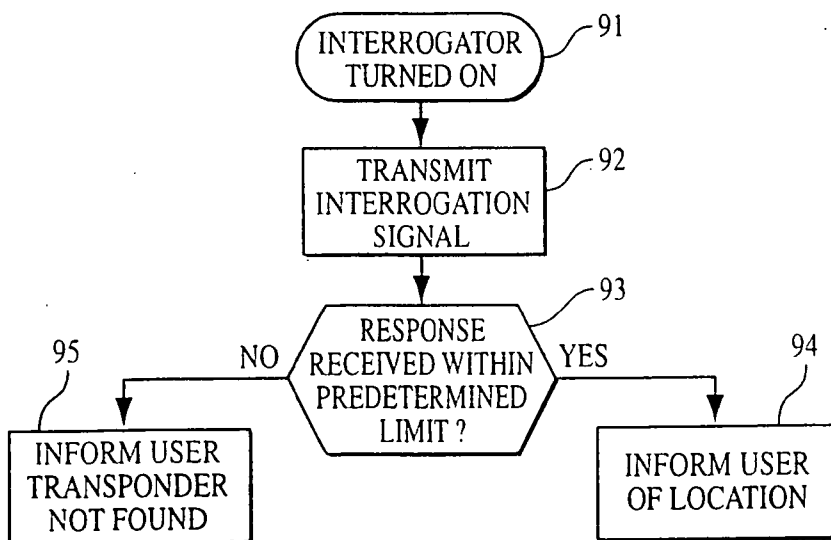 INTERROGATOR
TURNED ON
91
TRANSMIT
INTERROGATION
SIGNAL
92
RESPONSE
RECEIVED WITHIN
PREDETERMINED
LIMIT ?
93
NO
YES
95
INFORM USER
TRANSPONDER
NOT FOUND
94
INFORM USER
OF LOCATION